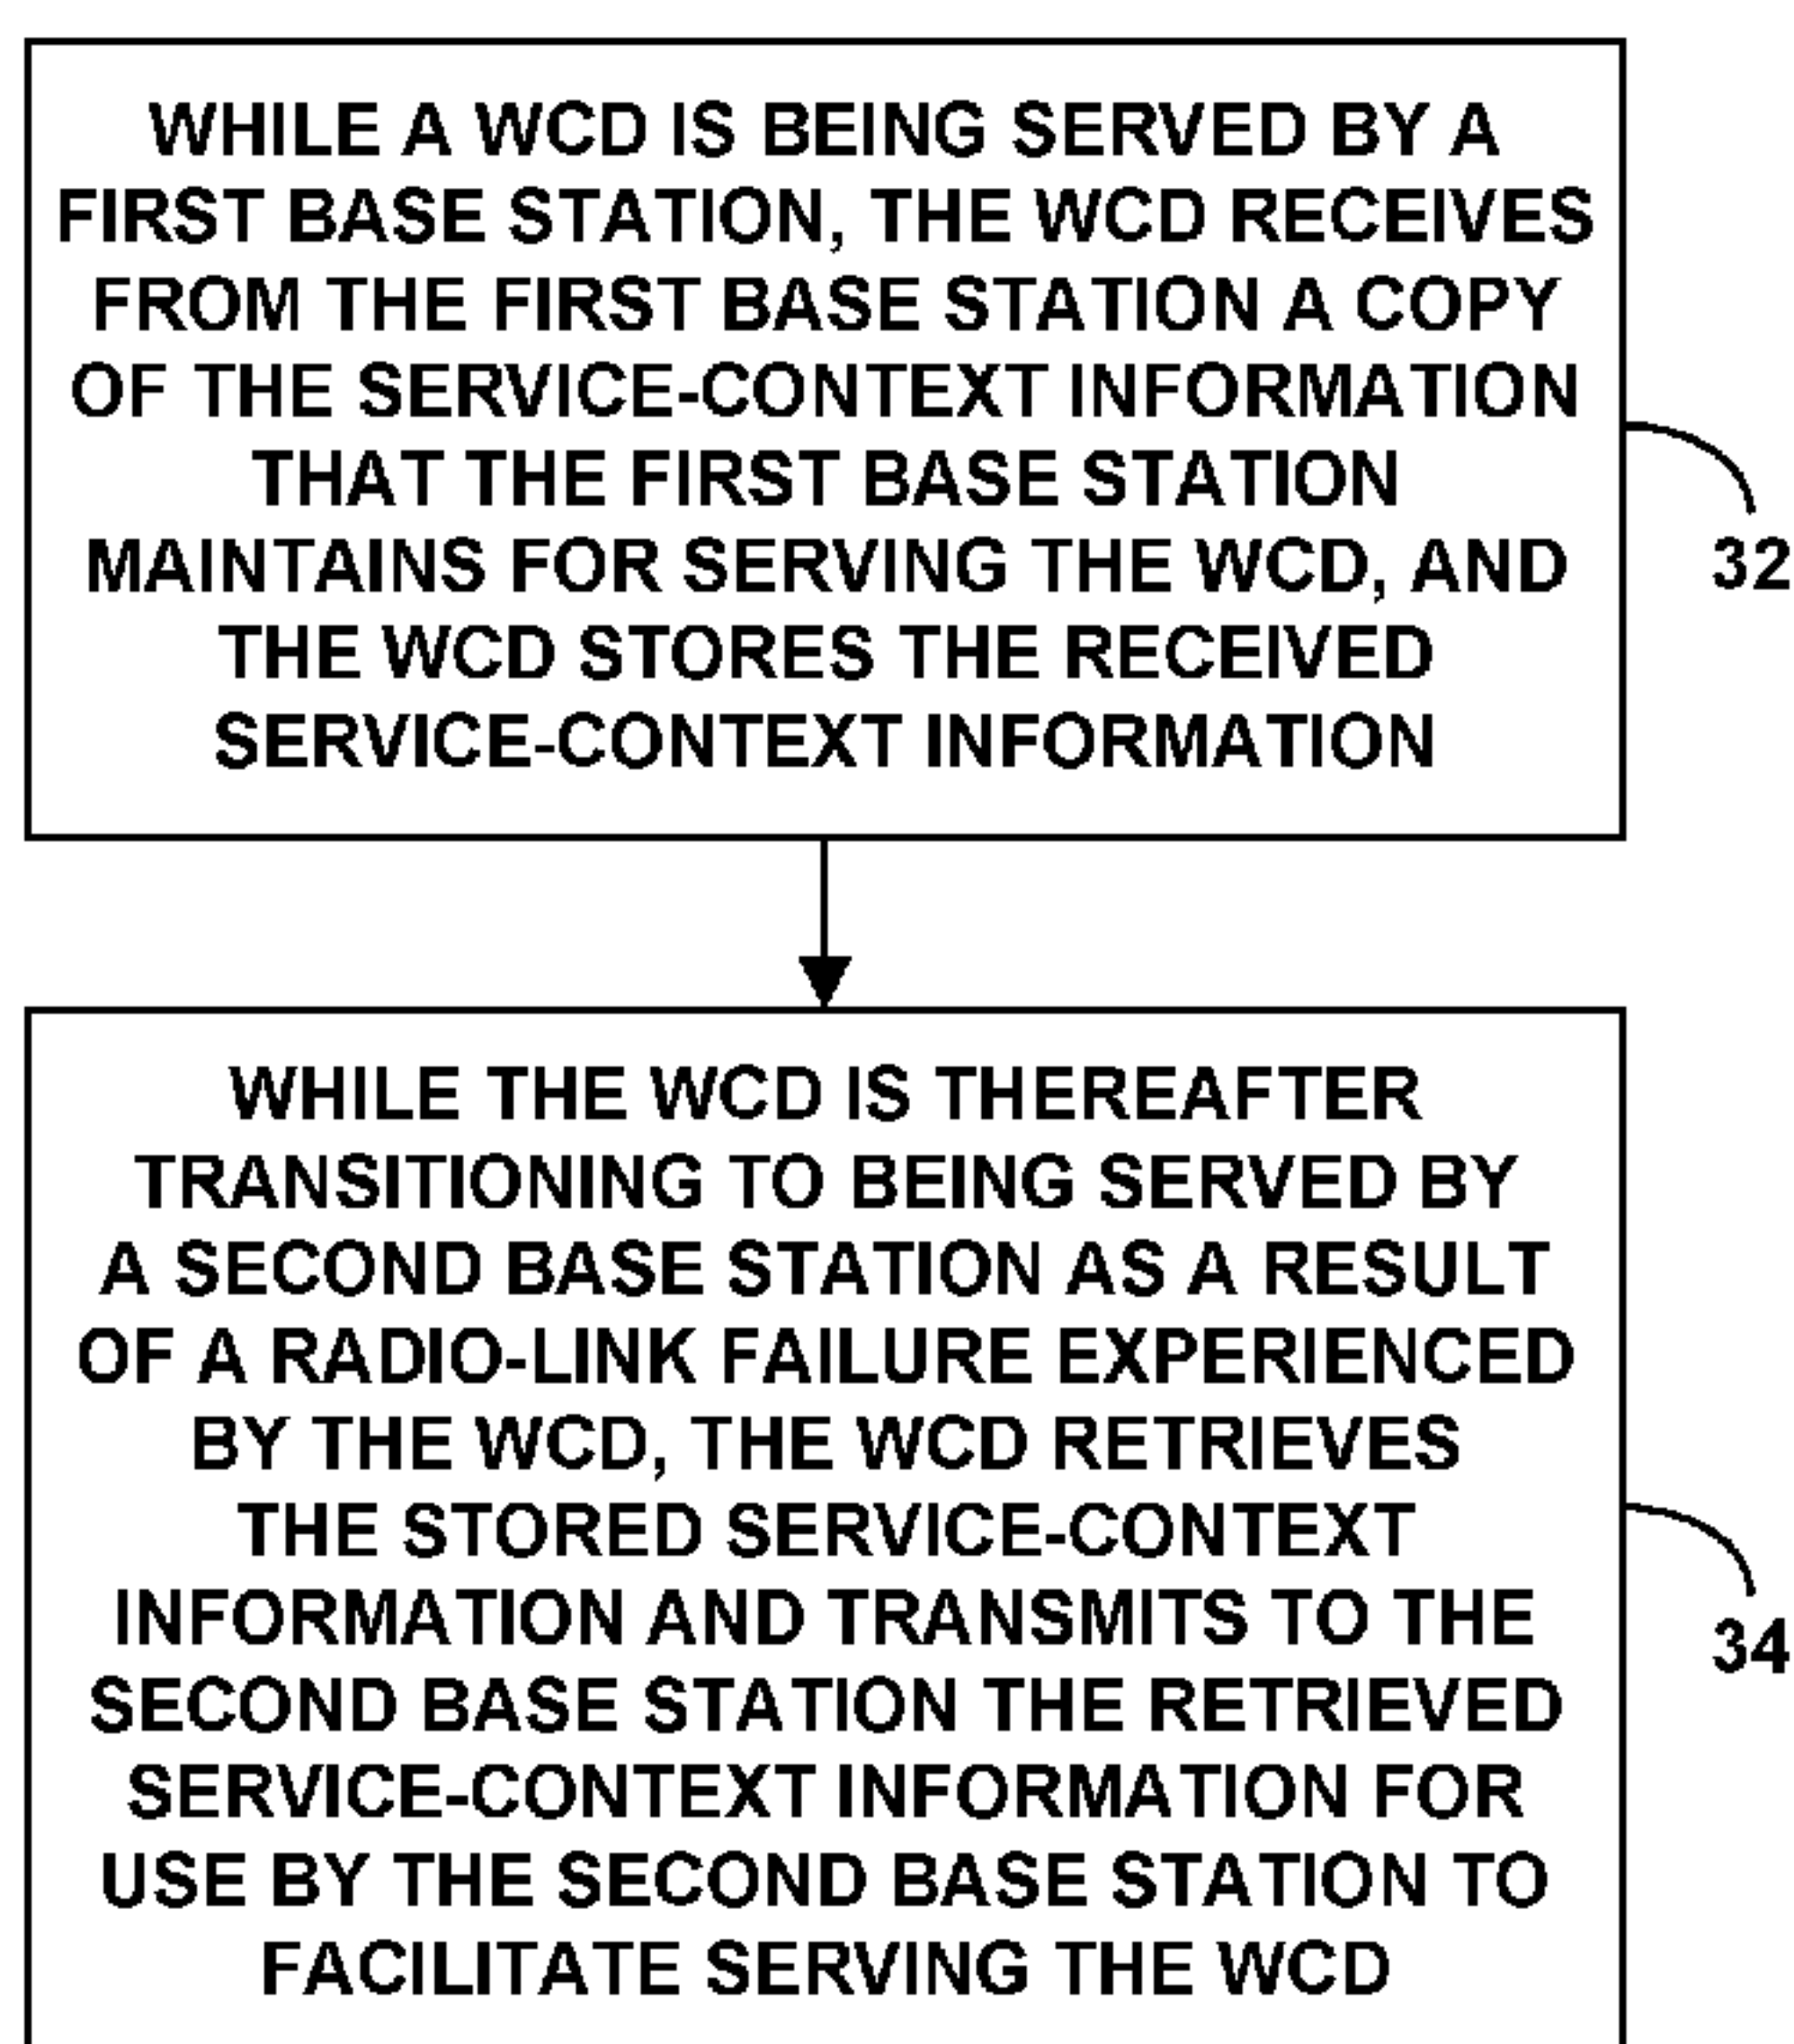 WHILE A WCD IS BEING SERVED BY A
FIRST BASE STATION, THE WCD RECEIVES
FROM THE FIRST BASE STATION A COPY
OF THE SERVICE-CONTEXT INFORMATION
THAT THE FIRST BASE STATION
MAINTAINS FOR SERVING THE WCD, AND
THE WCD STORES THE RECEIVED
SERVICE-CONTEXT INFORMATION
32
WHILE THE WCD IS THEREAFTER
TRANSITIONING TO BEING SERVED BY
A SECOND BASE STATION AS A RESULT
OF A RADIO-LINK FAILURE EXPERIENCED
BY THE WCD, THE WCD RETRIEVES
THE STORED SERVICE-CONTEXT
INFORMATION AND TRANSMITS TO THE
SECOND BASE STATION THE RETRIEVED
SERVICE-CONTEXT INFORMATION FOR
USE BY THE SECOND BASE STATION TO
FACILITATE SERVING THE WCD
34